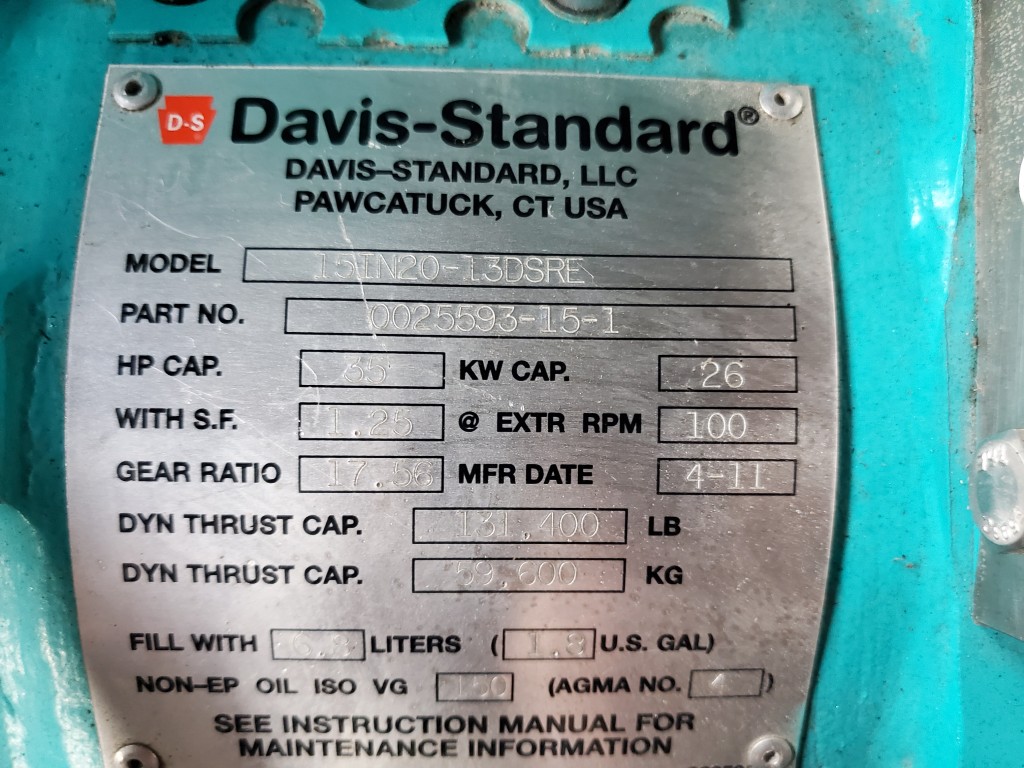 D-S Davis-Standard®
DAVIS-STANDARD, LLC
PAWCATUCK, CT USA
MODEL 15IN20-13DSRE
PART NO. 0025593-15-1
HP CAP. 35 KW CAP. 26
WITH S.F. 1.25 @ EXTR RPM 100
GEAR RATIO 17.56 MFR DATE 4-11
DYN THRUST CAP. 131,400 LB
DYN THRUST CAP. 59,600 KG
FILL WITH 6.8 LITERS ( 1.8 U.S. GAL)
NON-EP OIL ISO VG 150 (AGMA NO. 4 )
SEE INSTRUCTION MANUAL FOR
MAINTENANCE INFORMATION